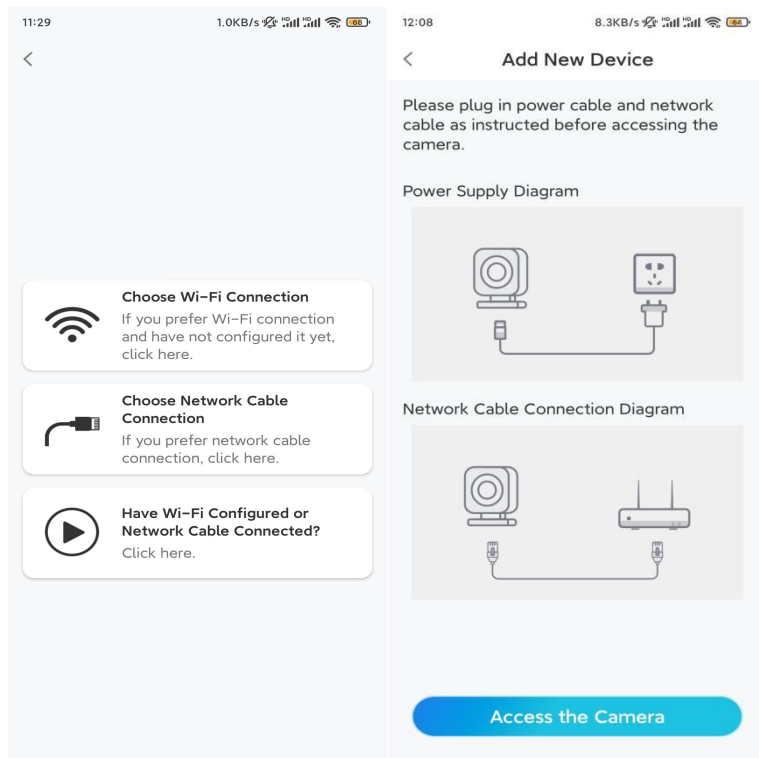 11:29
1.0KB/s HD HD 68
Choose Wi-Fi Connection
If you prefer Wi-Fi connection
and have not configured it yet,
click here.
Choose Network Cable
Connection
If you prefer network cable
connection, click here.
Have Wi-Fi Configured or
Network Cable Connected?
Click here.
12:08
8.3KB/s HD HD 64
Add New Device
Please plug in power cable and network
cable as instructed before accessing the
camera.
Power Supply Diagram
Network Cable Connection Diagram
Access the Camera